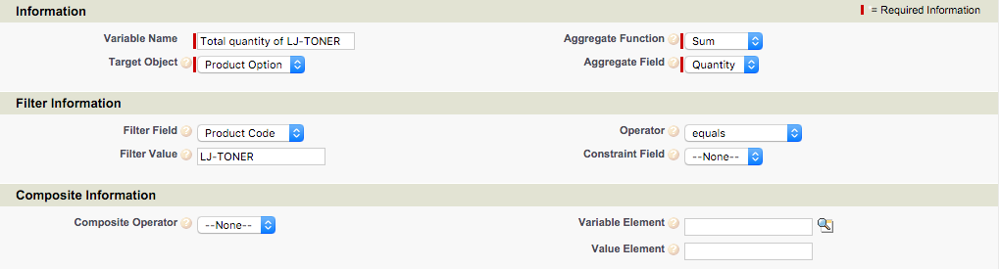 Information
= Required Information
Variable Name Total quantity of LJ-TONER Aggregate Function ? Sum
Target Object ? Product Option Aggregate Field ? Quantity
Filter Information
Filter Field ? Product Code Operator ? equals
Filter Value ? LJ-TONER Constraint Field ? --None--
Composite Information
Composite Operator ? --None-- Variable Element ?
Value Element ?